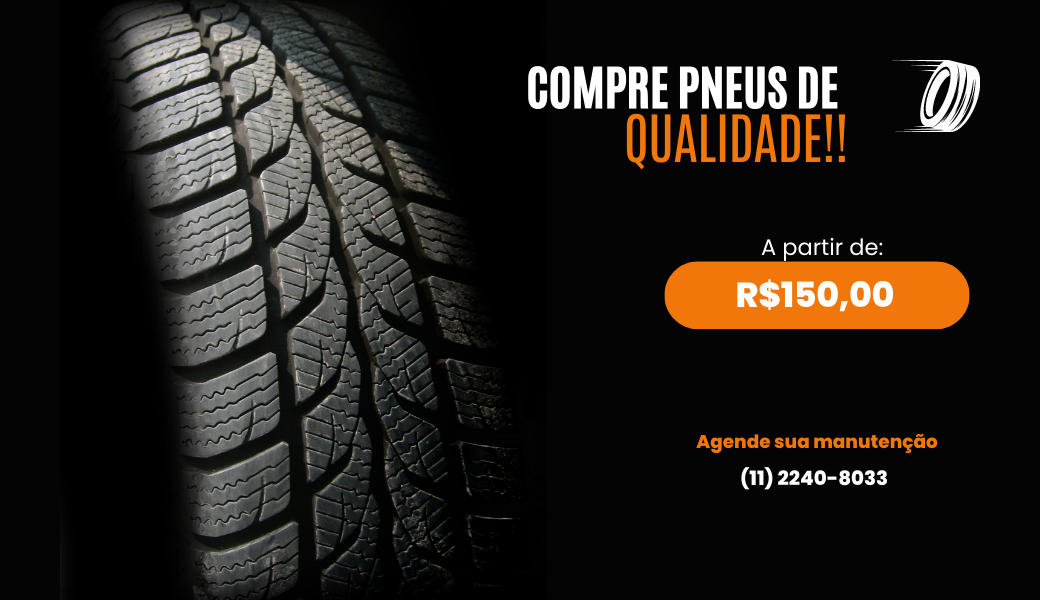 COMPRE PNEUS DE
QUALIDADE!!
A partir de:
R$150,00
Agende sua manutenção
(11) 2240-8033